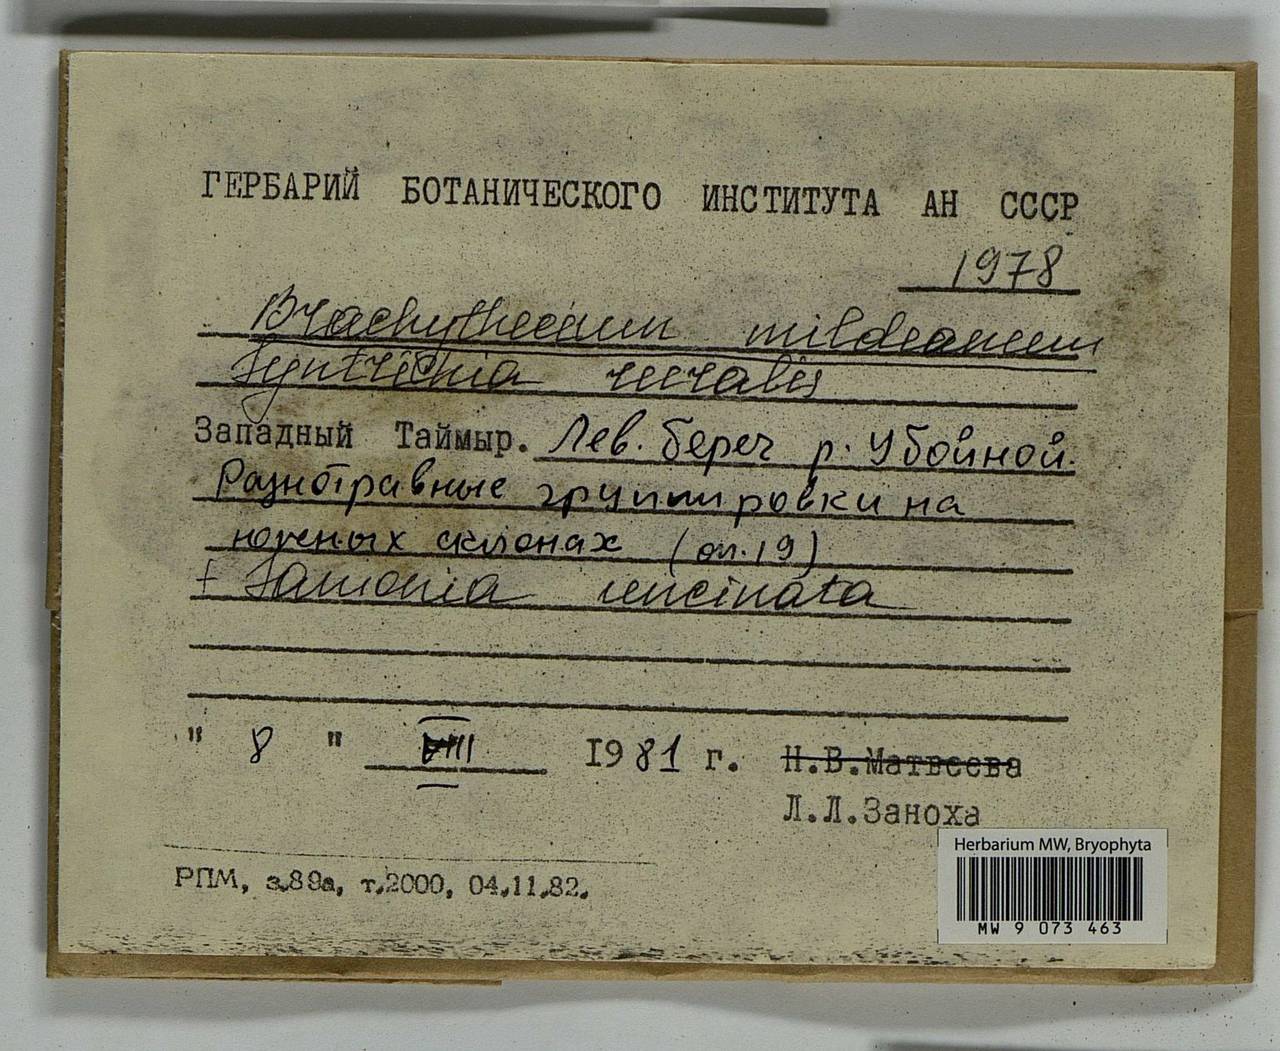 ГЕРБАРИЙ БОТАНИЧЕСКОГО ИНСТИТУТА АН СССР
1978
Brachythecium mildeanum
Syntrichia ruralis
Западный Таймыр. Лев. берег р. Убойной.
Разнотравные группировки на
южных склонах (оп. 19)
+ Sanionia uncinata
" 8 " VIII 1981 г. Н.В.Матвеева
Л.Л.Заноха
РПМ, з.89а, т.2000, 04.11.82.
Herbarium MW, Bryophyta
MW 9 073 463